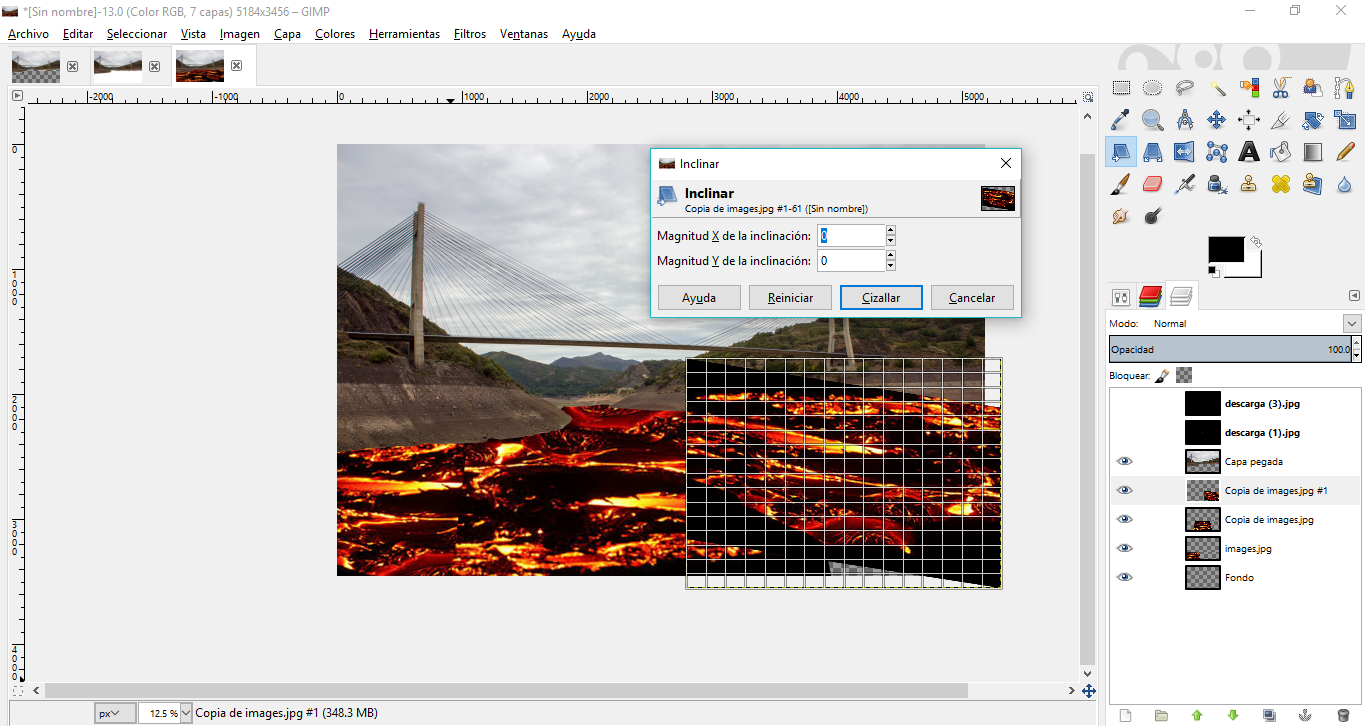 *[Sin nombre]-13.0 (Color RGB, 7 capas) 5184x3456 – GIMP
Archivo Editar Seleccionar Vista Imagen Capa Colores Herramientas Filtros Ventanas Ayuda
-2000 -1000 0 1000 2000 3000 4000 5000
0
1000
2000
3000
4000
Inclinar
Inclinar
Copia de images.jpg #1-61 ([Sin nombre])
Magnitud X de la inclinación: 0
Magnitud Y de la inclinación: 0
Ayuda Reiniciar Cizallar Cancelar
Modo: Normal
Opacidad 100.0
Bloquear:
descarga (3).jpg
descarga (1).jpg
Capa pegada
Copia de images.jpg #1
Copia de images.jpg
images.jpg
Fondo
px 12.5 % Copia de images.jpg #1 (348.3 MB)